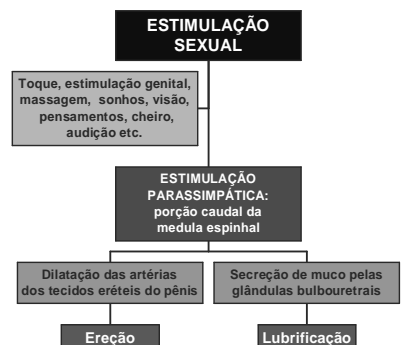 ESTIMULAÇÃO
SEXUAL
Toque, estimulação genital,
massagem, sonhos, visão,
pensamentos, cheiro,
audição etc.
ESTIMULAÇÃO
PARASSIMPÁTICA:
porção caudal da
medula espinhal
Dilatação das artérias
dos tecidos eréteis do pênis
Secreção de muco pelas
glândulas bulbouretrais
Ereção
Lubrificação